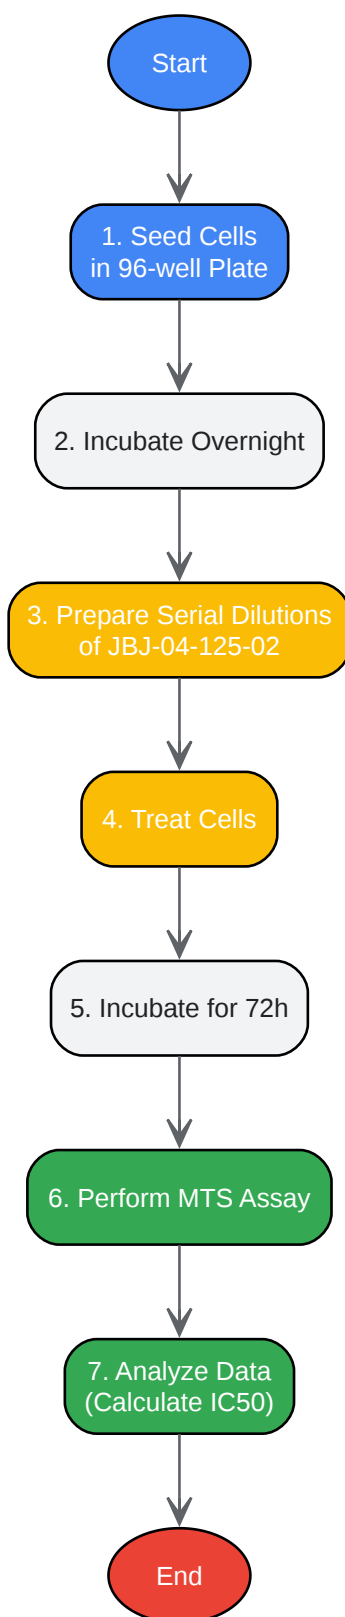 Start
1. Seed Cells
in 96-well Plate
2. Incubate Overnight
3. Prepare Serial Dilutions
of JBJ-04-125-02
4. Treat Cells
5. Incubate for 72h
6. Perform MTS Assay
7. Analyze Data
(Calculate IC50)
End